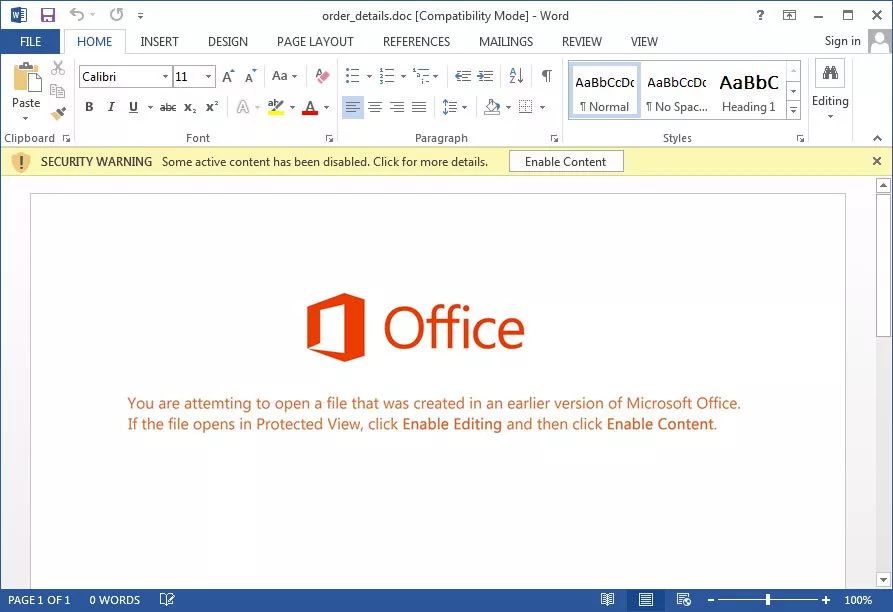 order_details.doc [Compatibility Mode] - Word
FILE HOME INSERT DESIGN PAGE LAYOUT REFERENCES MAILINGS REVIEW VIEW Sign in
Paste
Calibri 11 A A Aa
B I U abc X₂ X² A ab A
AaBbCcDc AaBbCcDc AaBbC
¶ Normal ¶ No Spac... Heading 1
Editing
Clipboard Font Paragraph Styles
SECURITY WARNING Some active content has been disabled. Click for more details. Enable Content
Office
You are attemting to open a file that was created in an earlier version of Microsoft Office.
If the file opens in Protected View, click Enable Editing and then click Enable Content.
PAGE 1 OF 1 0 WORDS 100%